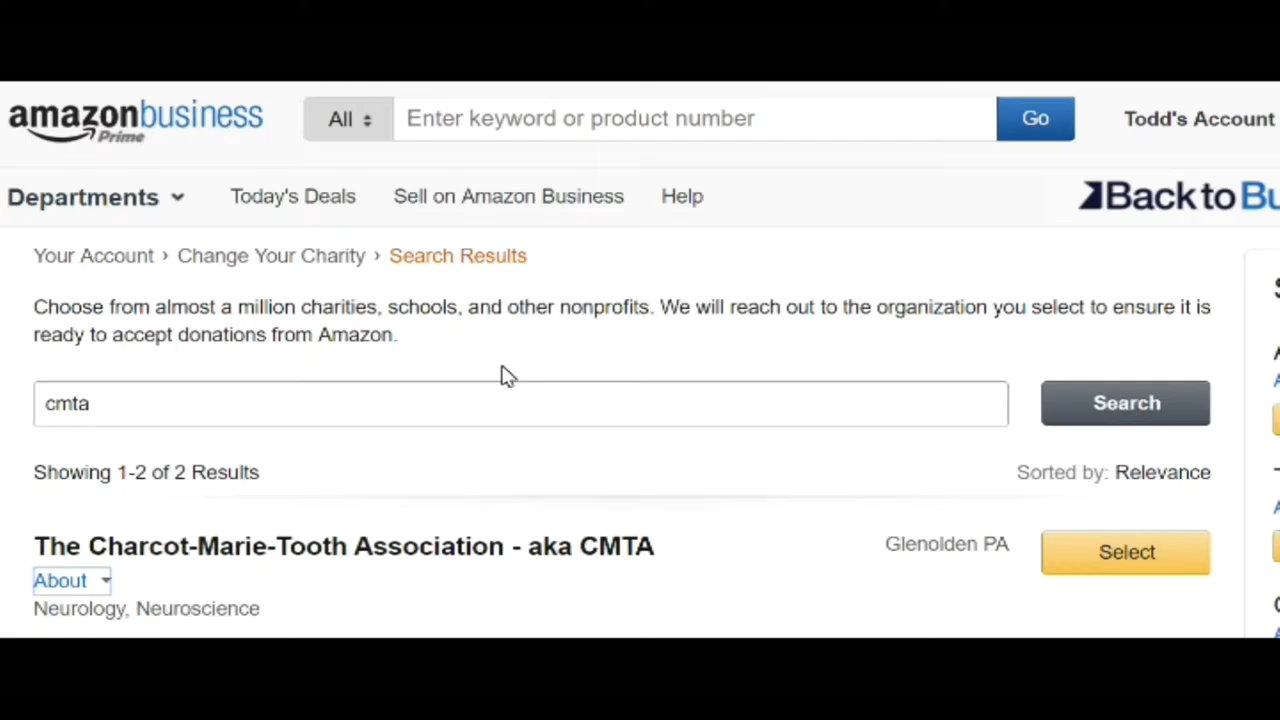 amazonbusiness
Prime
All
Enter keyword or product number
Go
Todd's Account
Departments
Today's Deals
Sell on Amazon Business
Help
Back to Bu
Your Account › Change Your Charity › Search Results
Choose from almost a million charities, schools, and other nonprofits. We will reach out to the organization you select to ensure it is
ready to accept donations from Amazon.
cmta
Search
Showing 1-2 of 2 Results
Sorted by: Relevance
The Charcot-Marie-Tooth Association - aka CMTA
Glenolden PA
Select
About
Neurology, Neuroscience